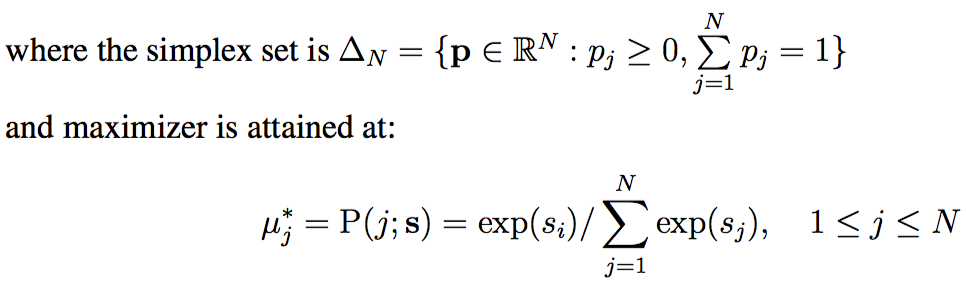 where the simplex set is Δ_N = {p ∈ ℝ^N : p_j ≥ 0, ∑_{j=1}^{N} p_j = 1}
and maximizer is attained at:
μ_j^* = P(j; s) = exp(s_i)/ ∑_{j=1}^{N} exp(s_j), 1 ≤ j ≤ N